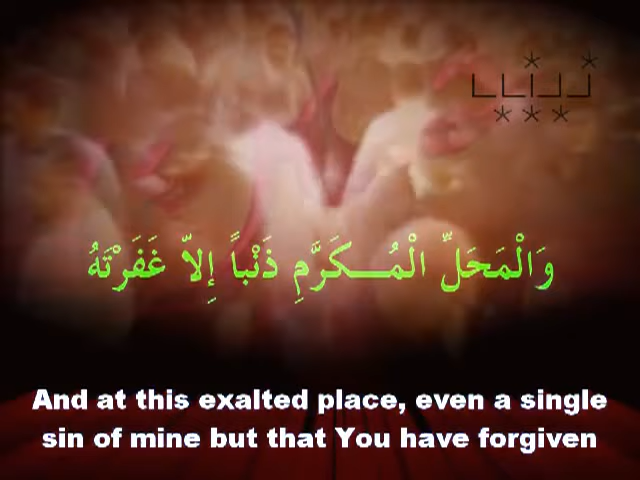 وَالْمَحَلِّ الْمُـــكَرَّمِ ذَنْباً إِلاّ غَفَرْتَهُ
And at this exalted place, even a single
sin of mine but that You have forgiven